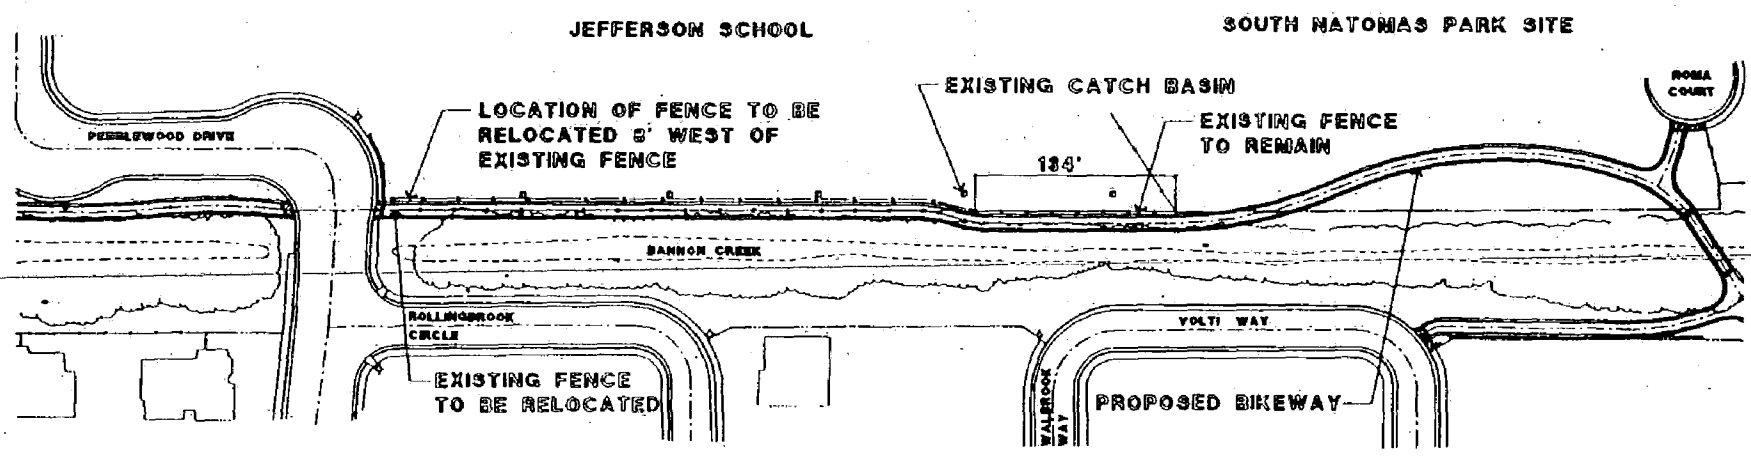 JEFFERSON SCHOOL
SOUTH NATOMAS PARK SITE
ROMA
COURT
EXISTING CATCH BASIN
LOCATION OF FENCE TO BE
RELOCATED 8' WEST OF
EXISTING FENCE
EXISTING FENCE
TO REMAIN
PEBBLEWOOD DRIVE
184'
BANNON CREEK
ROLLINGBROOK
CIRCLE
VOLTI WAY
EXISTING FENCE
TO BE RELOCATED
WALBROOK
WAY
PROPOSED BIKEWAY